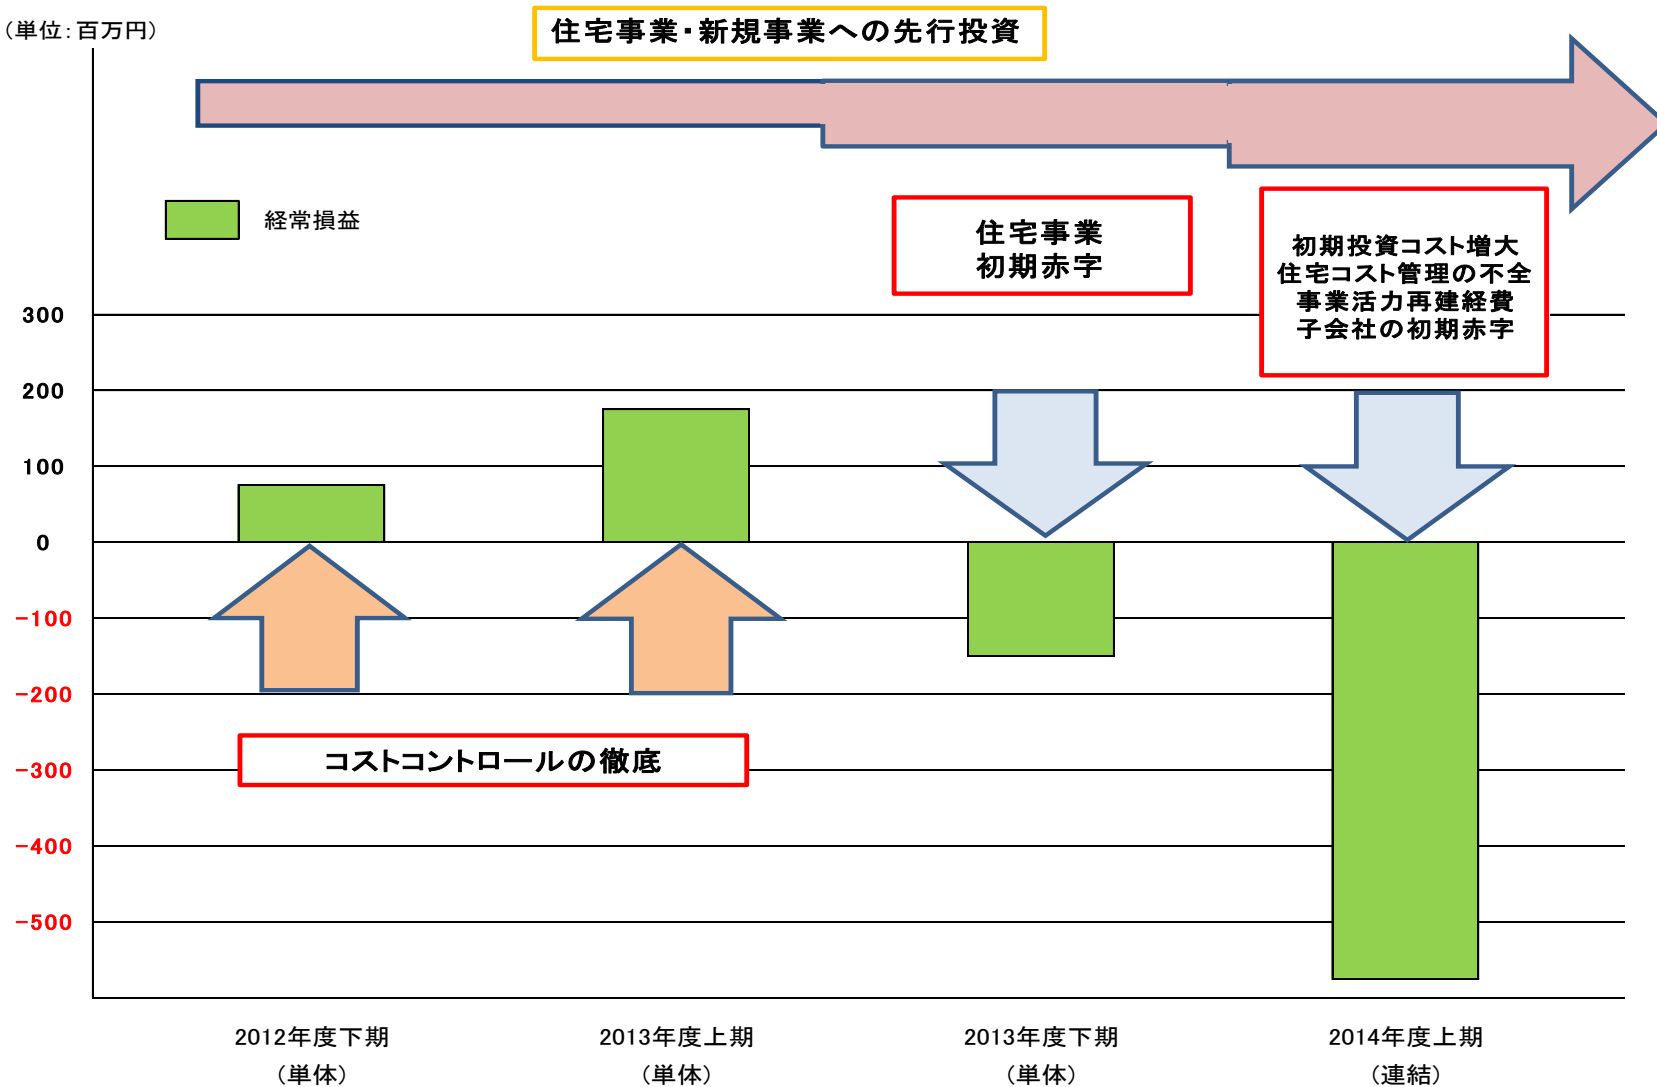 （単位：百万円）
住宅事業・新規事業への先行投資
経常損益
住宅事業
初期赤字
初期投資コスト増大
住宅コスト管理の不全
事業活力再建経費
子会社の初期赤字
300
200
100
0
-100
-200
-300
-400
-500
コストコントロールの徹底
2012年度下期
（単体）
2013年度上期
（単体）
2013年度下期
（単体）
2014年度上期
（連結）